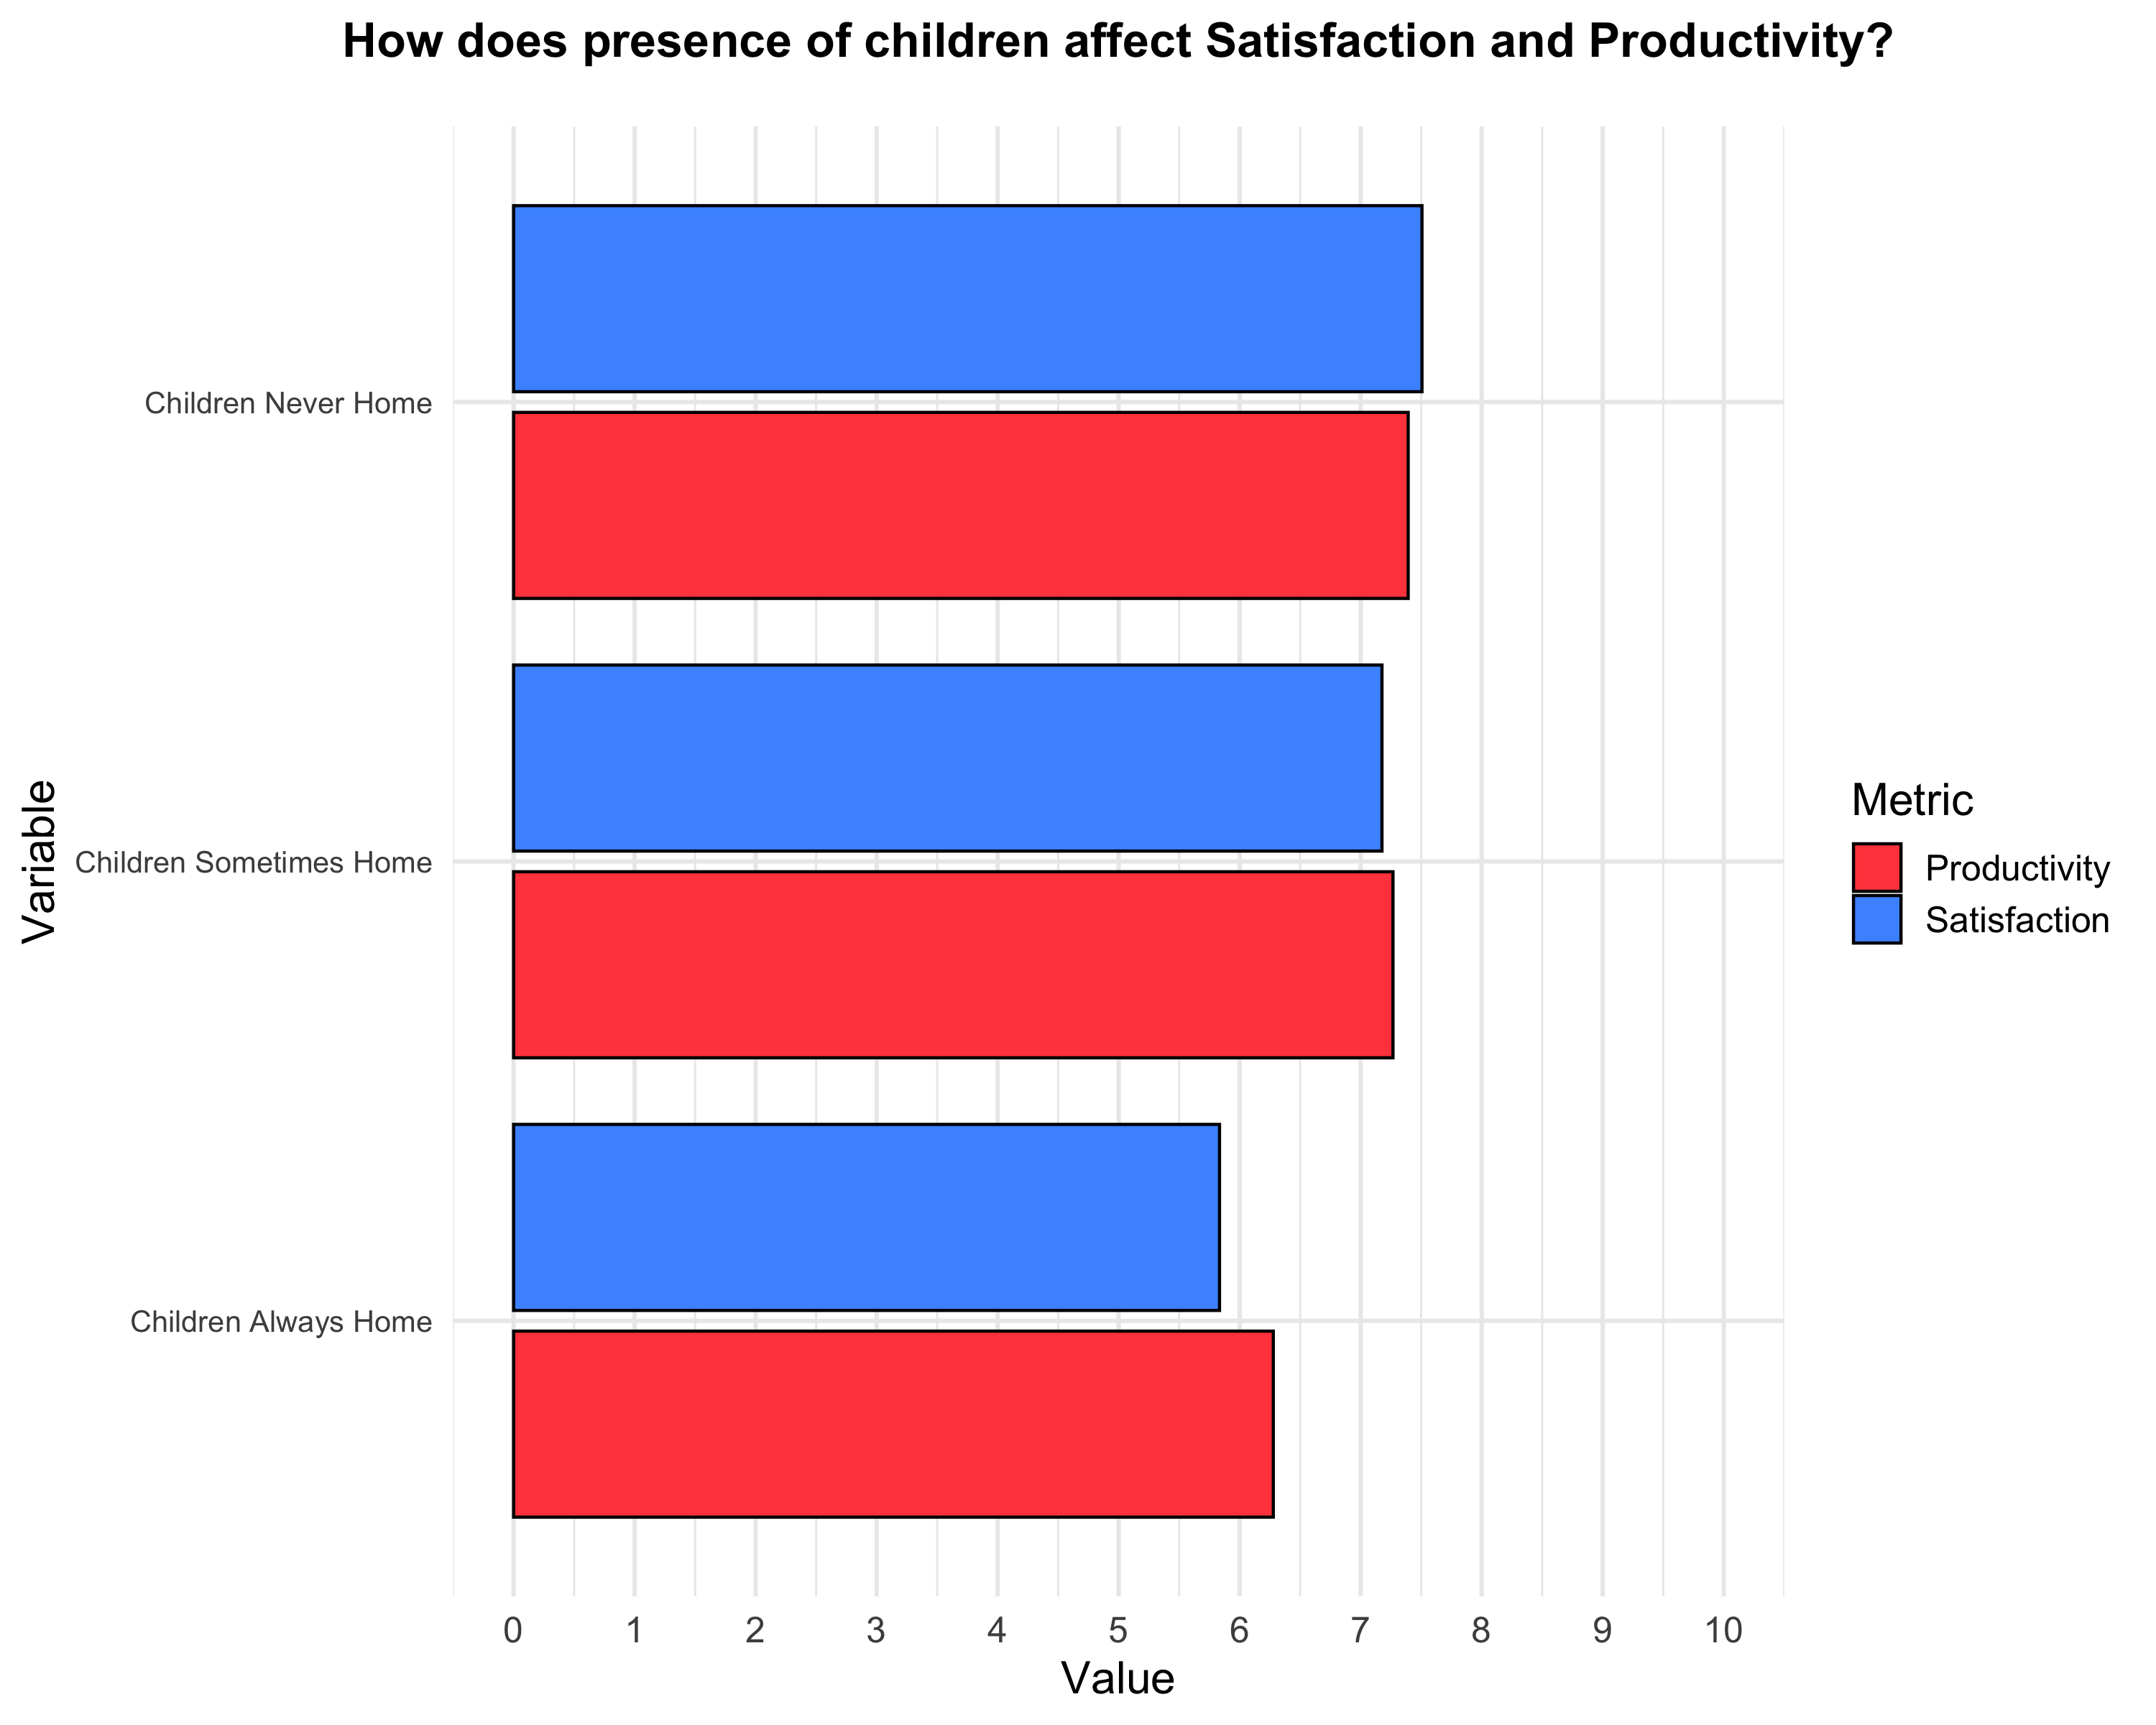 How does presence of children affect Satisfaction and Productivity?
Variable
Children Never Home
Children Sometimes Home
Children Always Home
0 1 2 3 4 5 6 7 8 9 10
Value
Metric
Productivity
Satisfaction